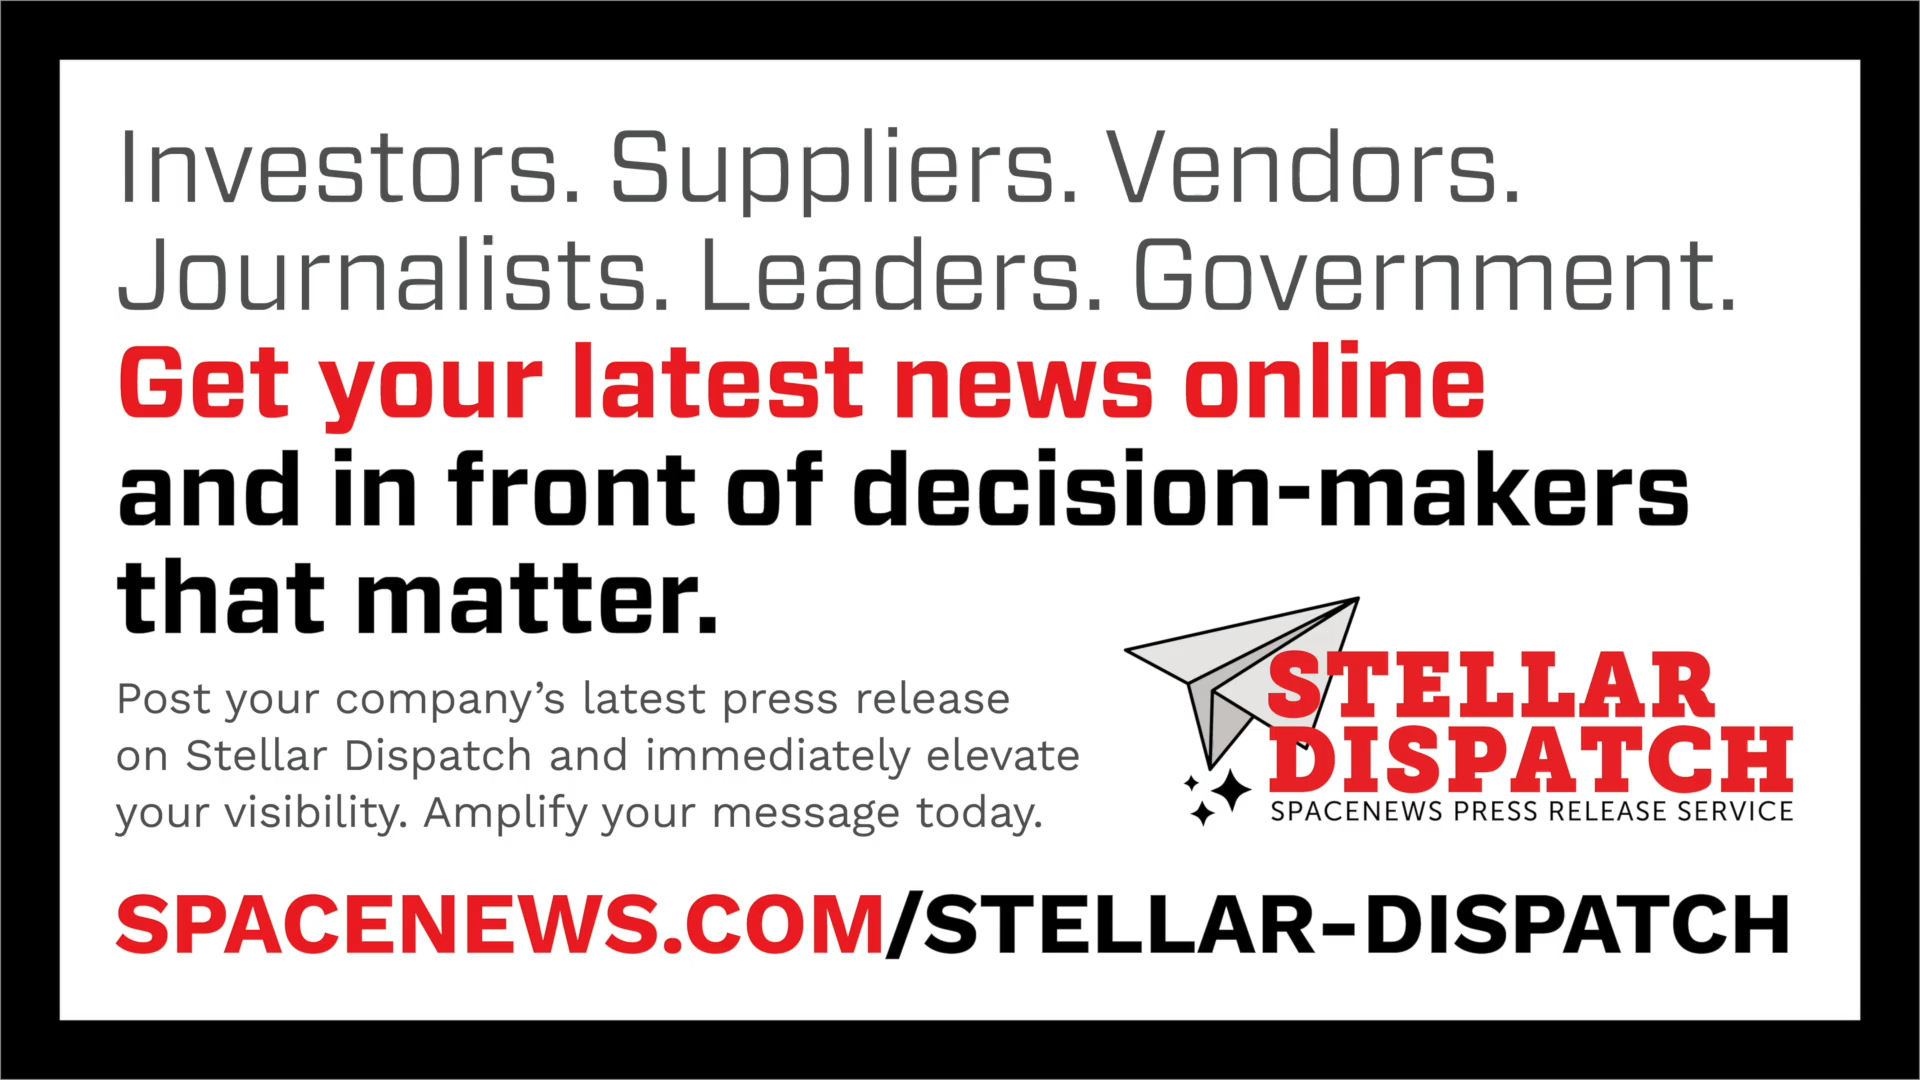 Investors. Suppliers. Vendors.
Journalists. Leaders. Government.
Get your latest news online
and in front of decision-makers
that matter.
Post your company’s latest press release
on Stellar Dispatch and immediately elevate
your visibility. Amplify your message today.
STELLAR
DISPATCH
SPACENEWS PRESS RELEASE SERVICE
SPACENEWS.COM/STELLAR-DISPATCH